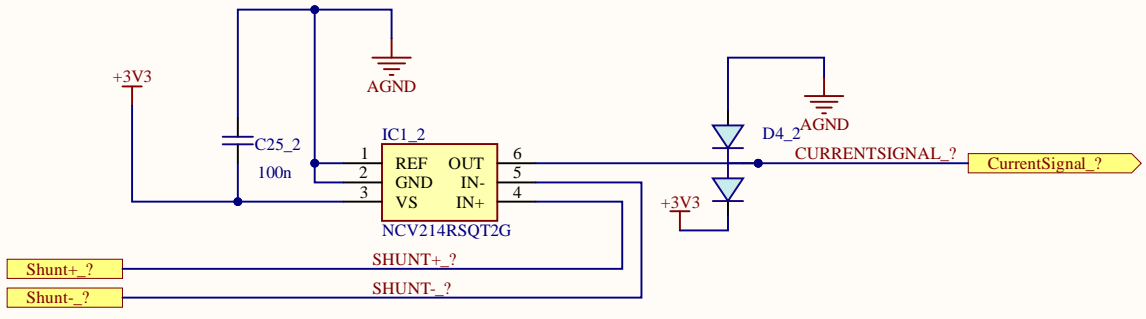 +3V3
AGND
C25_2
100n
IC1_2
1 REF OUT 6
2 GND IN- 5
3 VS IN+ 4
NCV214RSQT2G
D4_2
AGND
CURRENTSIGNAL_?
CurrentSignal_?
+3V3
Shunt+_?
SHUNT+_?
Shunt-_?
SHUNT-_?